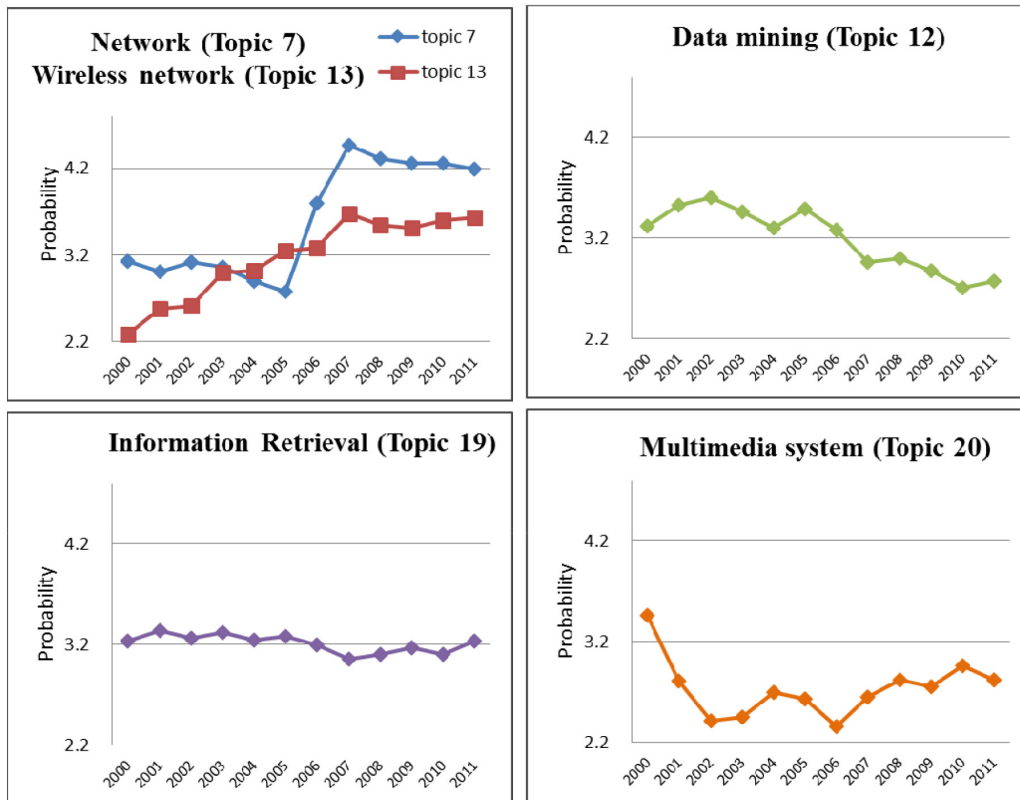 Network (Topic 7)
Wireless network (Topic 13)
topic 7
topic 13
Probability
4.2
3.2
2.2
2000 2001 2002 2003 2004 2005 2006 2007 2008 2009 2010 2011
Data mining (Topic 12)
Probability
4.2
3.2
2.2
2000 2001 2002 2003 2004 2005 2006 2007 2008 2009 2010 2011
Information Retrieval (Topic 19)
Probability
4.2
3.2
2.2
2000 2001 2002 2003 2004 2005 2006 2007 2008 2009 2010 2011
Multimedia system (Topic 20)
Probability
4.2
3.2
2.2
2000 2001 2002 2003 2004 2005 2006 2007 2008 2009 2010 2011